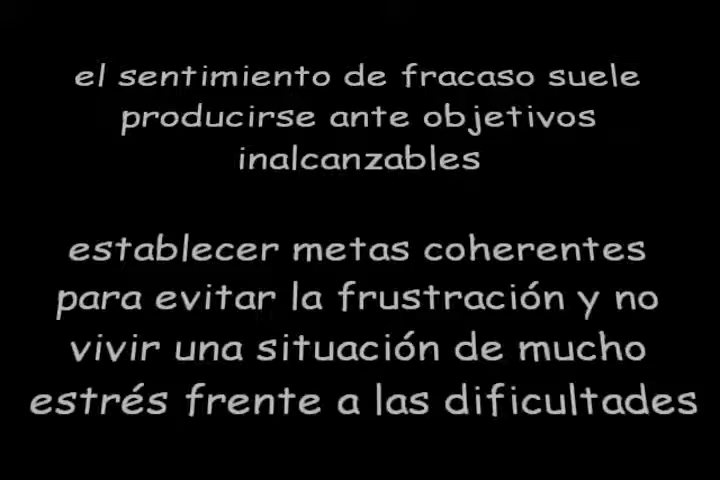 el sentimiento de fracaso suele
producirse ante objetivos
inalcanzables
establecer metas coherentes
para evitar la frustración y no
vivir una situación de mucho
estrés frente a las dificultades